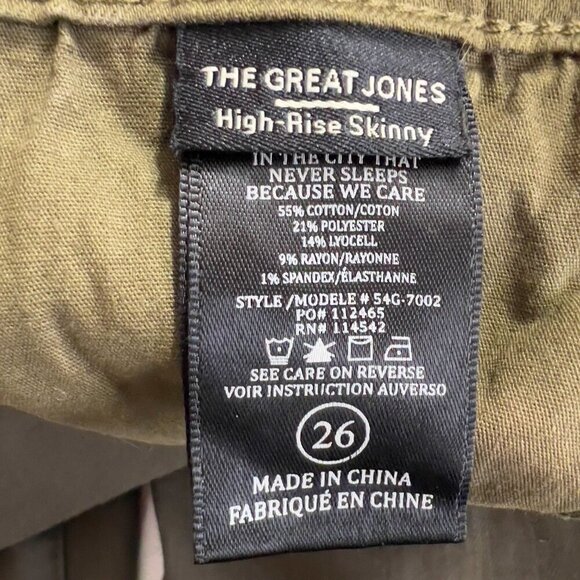 THE GREAT JONES
High-Rise Skinny
IN THE CITY THAT
NEVER SLEEPS
BECAUSE WE CARE
55% COTTON/COTON
21% POLYESTER
14% LYOCELL
9% RAYON/RAYONNE
1% SPANDEX/ÉLASTHANNE
STYLE /MODÈLE # 54G-7002
PO# 112465
RN# 114542
SEE CARE ON REVERSE
VOIR INSTRUCTION AUVERSO
26
MADE IN CHINA
FABRIQUÉ EN CHINE